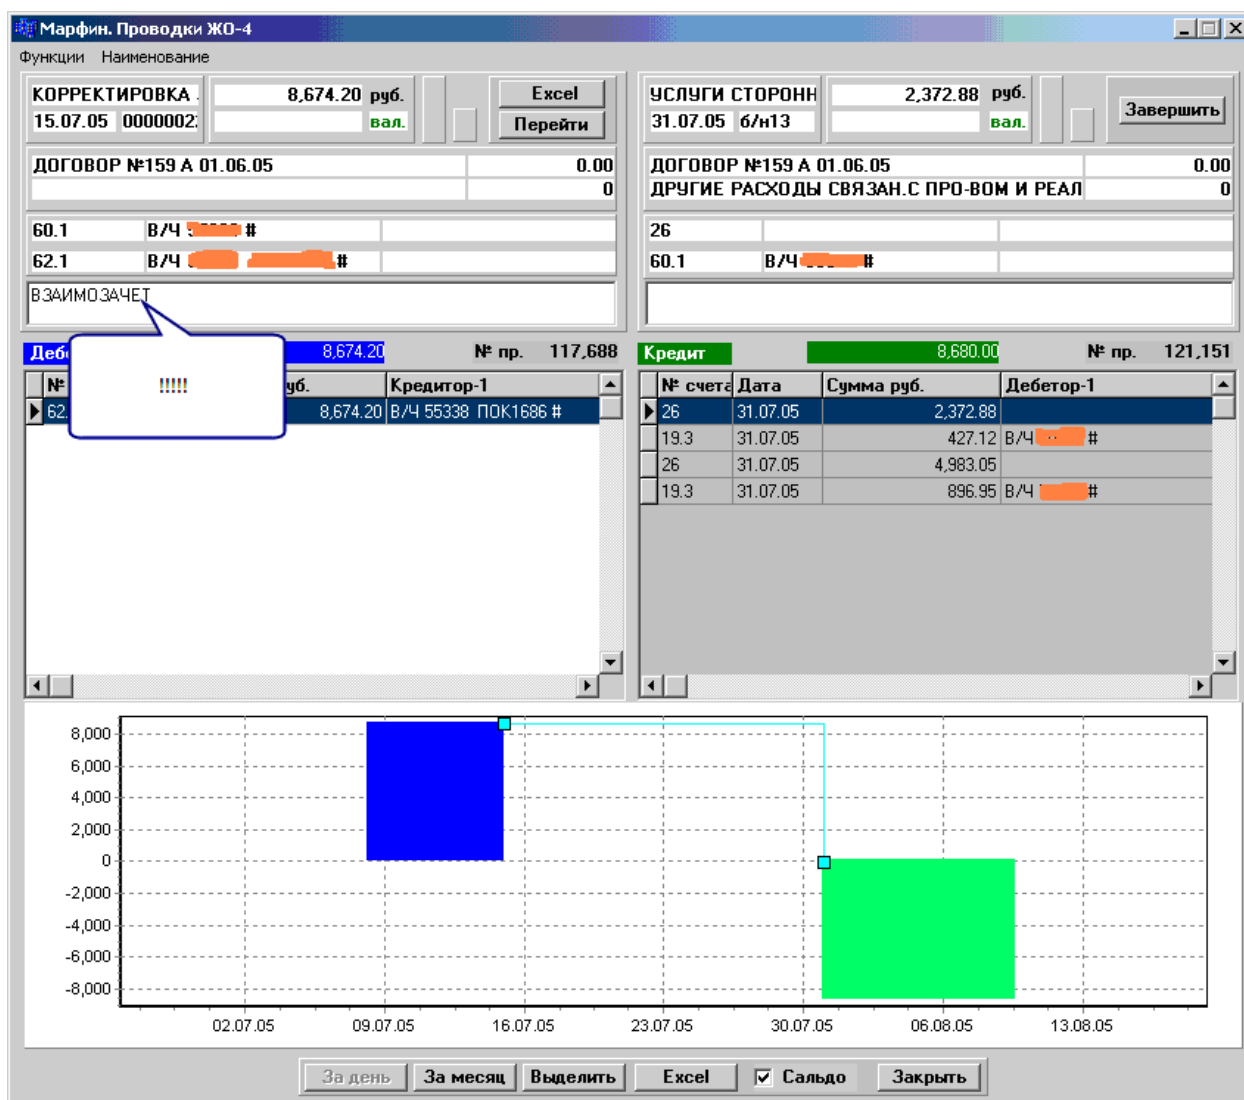 Марфин. Проводки ЖО-4
Функции Наименование
КОРРЕКТИРОВКА 8,674.20 руб. Excel
15.07.05 0000002 вал. Перейти
ДОГОВОР №159 А 01.06.05 0.00
0
60.1 В/Ч #
62.1 В/Ч #
ВЗАИМОЗАЧЕТ
УСЛУГИ СТОРОНН 2,372.88 руб. Завершить
31.07.05 б/н13 вал.
ДОГОВОР №159 А 01.06.05 0.00
ДРУГИЕ РАСХОДЫ СВЯЗАН.С ПРО-ВОМ И РЕАЛ 0
26
60.1 В/Ч #
!!!!!
8,674.20 № пр. 117,688
№ Кредитор-1
62. 8,674.20 В/Ч 55338 ПОК1686 #
Кредит 8,680.00 № пр. 121,151
№ счета Дата Сумма руб. Дебетор-1
26 31.07.05 2,372.88
19.3 31.07.05 427.12 В/Ч #
26 31.07.05 4,983.05
19.3 31.07.05 896.95 В/Ч #
8,000
6,000
4,000
2,000
0
-2,000
-4,000
-6,000
-8,000
02.07.05 09.07.05 16.07.05 23.07.05 30.07.05 06.08.05 13.08.05
За день За месяц Выделить Excel Сальдо Закрыть